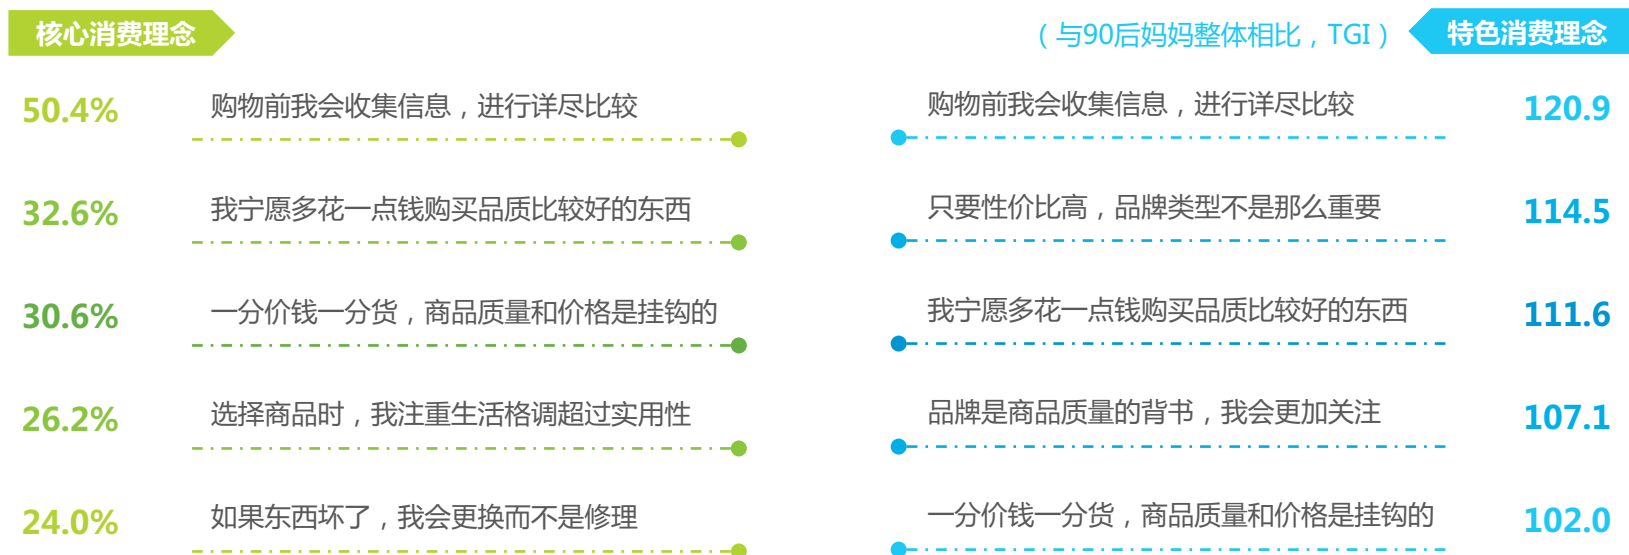 核心消费理念
50.4% 购物前我会收集信息，进行详尽比较
32.6% 我宁愿多花一点钱购买品质比较好的东西
30.6% 一分价钱一分货，商品质量和价格是挂钩的
26.2% 选择商品时，我注重生活格调超过实用性
24.0% 如果东西坏了，我会更换而不是修理
（与90后妈妈整体相比，TGI） 特色消费理念
购物前我会收集信息，进行详尽比较 120.9
只要性价比高，品牌类型不是那么重要 114.5
我宁愿多花一点钱购买品质比较好的东西 111.6
品牌是商品质量的背书，我会更加关注 107.1
一分价钱一分货，商品质量和价格是挂钩的 102.0